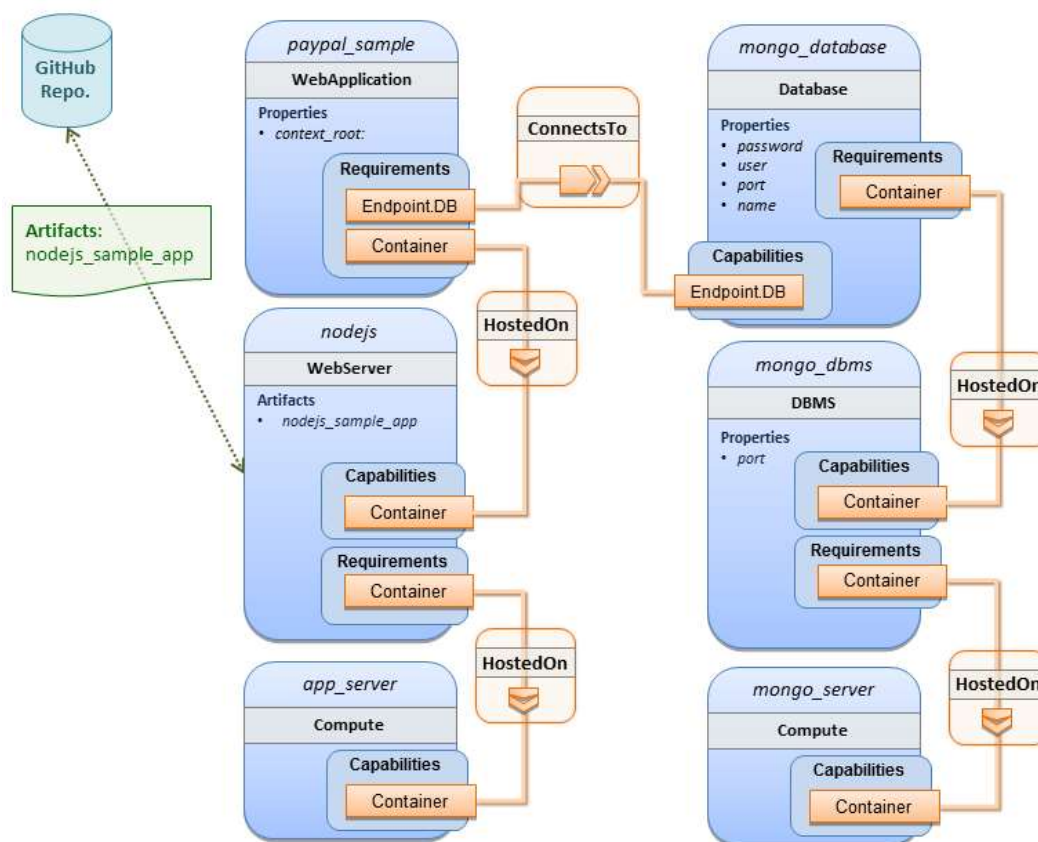 GitHub
Repo.
Artifacts:
nodejs_sample_app
paypal_sample
WebApplication
Properties
• context_root:
Requirements
Endpoint.DB
Container
ConnectsTo
mongo_database
Database
Properties
• password
• user
• port
• name
Requirements
Container
Capabilities
Endpoint.DB
HostedOn
nodejs
WebServer
Artifacts
• nodejs_sample_app
Capabilities
Container
Requirements
Container
mongo_dbms
DBMS
Properties
• port
Capabilities
Container
Requirements
Container
HostedOn
app_server
Compute
Capabilities
Container
HostedOn
mongo_server
Compute
Capabilities
Container
HostedOn